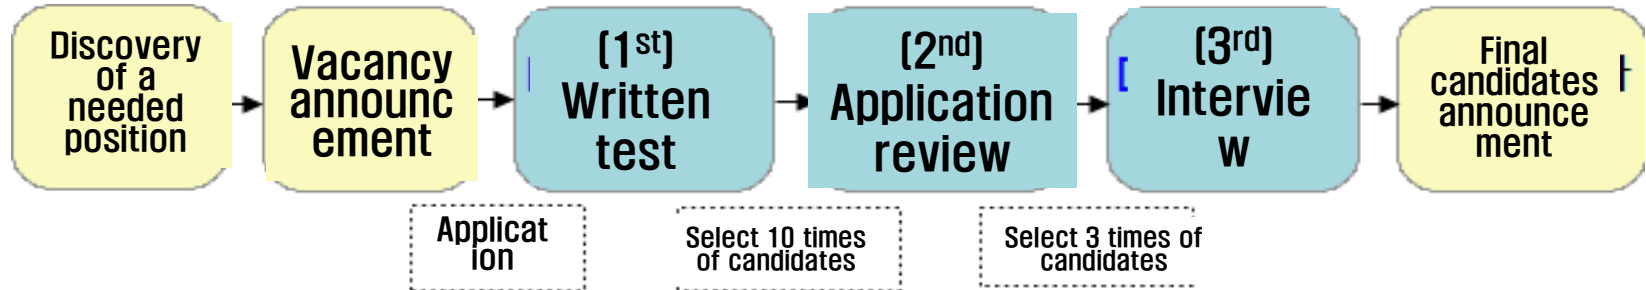 Discovery
of a
needed
position
Vacancy
announc
ement
(1st)
Written
test
(2nd)
Application
review
(3rd)
Intervie
w
Final
candidates
announce
ment
Applicat
ion
Select 10 times
of candidates
Select 3 times of
candidates